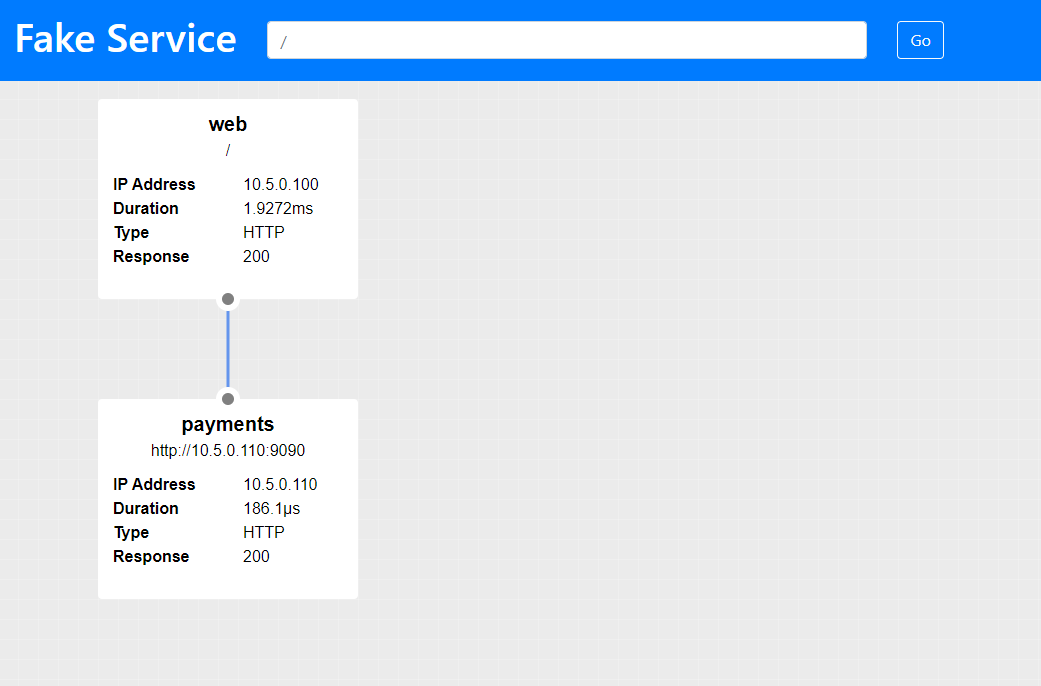 Fake Service
/
Go
web
/
IP Address 10.5.0.100
Duration 1.9272ms
Type HTTP
Response 200
payments
http://10.5.0.110:9090
IP Address 10.5.0.110
Duration 186.1µs
Type HTTP
Response 200